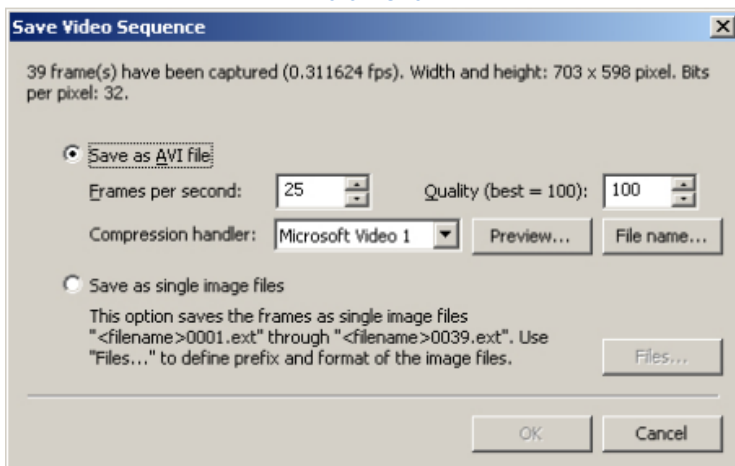 Save Video Sequence
39 frame(s) have been captured (0.311624 fps). Width and height: 703 x 598 pixel. Bits
per pixel: 32.
Save as AVI file
Frames per second: 25 Quality (best = 100): 100
Compression handler: Microsoft Video 1 Preview... File name...
Save as single image files
This option saves the frames as single image files
"<filename>0001.ext" through "<filename>0039.ext". Use
"Files..." to define prefix and format of the image files.
Files...
OK Cancel